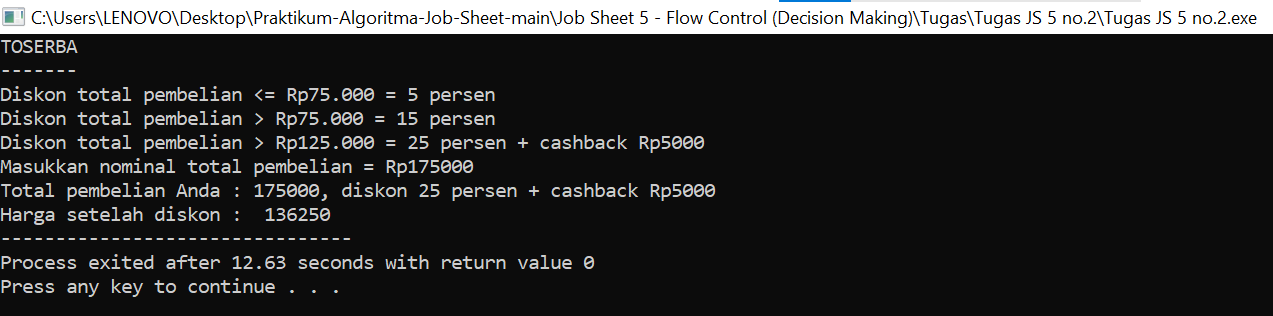 C:\Users\LENOVO\Desktop\Praktikum-Algoritma-Job-Sheet-main\Job Sheet 5 - Flow Control (Decision Making)\Tugas\Tugas JS 5 no.2\Tugas JS 5 no.2.exe
TOSERBA
-------
Diskon total pembelian <= Rp75.000 = 5 persen
Diskon total pembelian > Rp75.000 = 15 persen
Diskon total pembelian > Rp125.000 = 25 persen + cashback Rp5000
Masukkan nominal total pembelian = Rp175000
Total pembelian Anda : 175000, diskon 25 persen + cashback Rp5000
Harga setelah diskon :  136250
--------------------------------
Process exited after 12.63 seconds with return value 0
Press any key to continue . . .